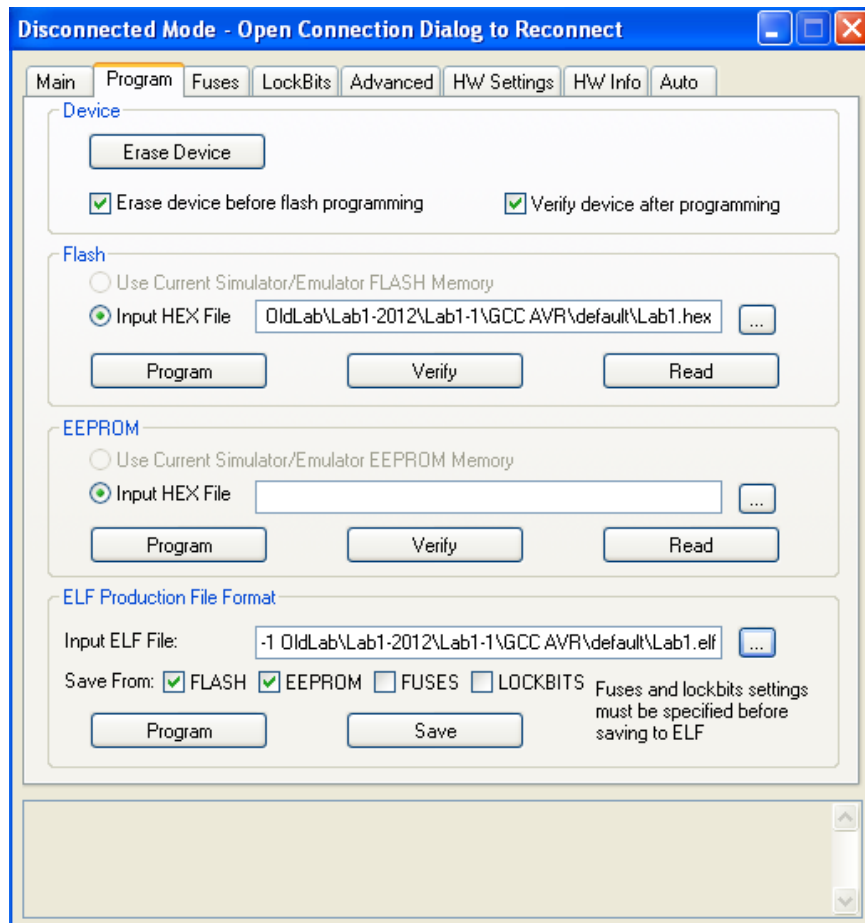 Disconnected Mode - Open Connection Dialog to Reconnect
Main Program Fuses LockBits Advanced HW Settings HW Info Auto
Device
Erase Device
Erase device before flash programming Verify device after programming
Flash
Use Current Simulator/Emulator FLASH Memory
Input HEX File OldLab\Lab1-2012\Lab1-1\GCC AVR\default\Lab1.hex ...
Program Verify Read
EEPROM
Use Current Simulator/Emulator EEPROM Memory
Input HEX File ...
Program Verify Read
ELF Production File Format
Input ELF File: -1 OldLab\Lab1-2012\Lab1-1\GCC AVR\default\Lab1.elf ...
Save From: FLASH EEPROM FUSES LOCKBITS
Fuses and lockbits settings
must be specified before
saving to ELF
Program Save